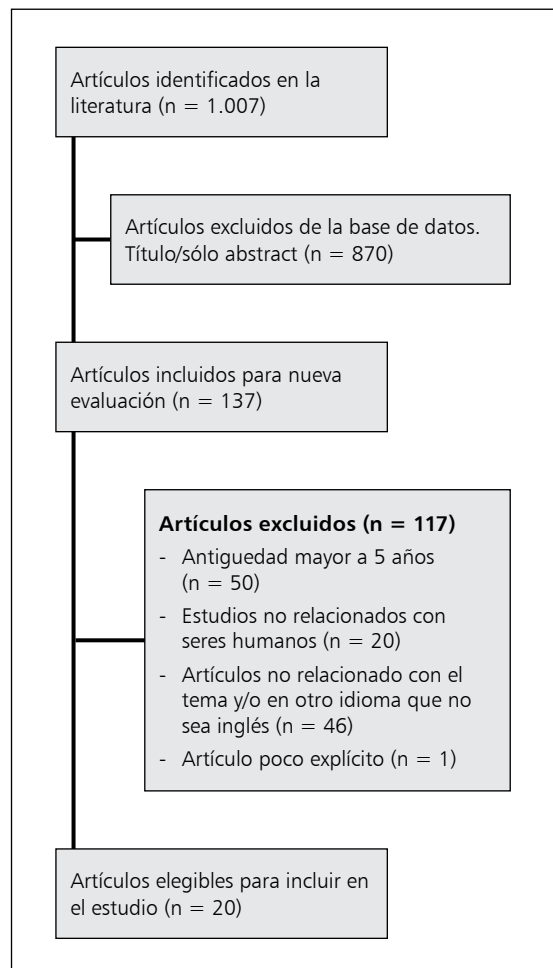 Artículos identificados en la
literatura (n = 1.007)
Artículos excluidos de la base de datos.
Título/sólo abstract (n = 870)
Artículos incluidos para nueva
evaluación (n = 137)
Artículos excluidos (n = 117)
- Antiguedad mayor a 5 años
(n = 50)
- Estudios no relacionados con
seres humanos (n = 20)
- Artículos no relacionado con el
tema y/o en otro idioma que no
sea inglés (n = 46)
- Artículo poco explícito (n = 1)
Artículos elegibles para incluir en
el estudio (n = 20)